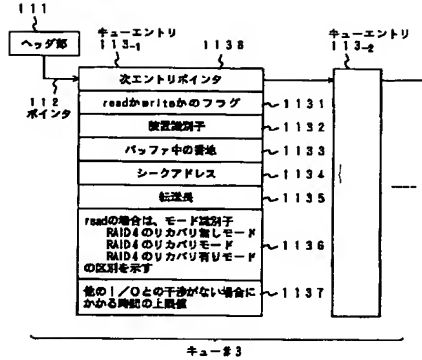 111
ヘッダ部
キューエントリ
113-1
1138
キューエントリ
113-2
112
ポインタ
次エントリポインタ
readかwriteかのフラグ
1131
装置識別子
1132
バッファ中の番地
1133
シークアドレス
1134
転送長
1135
readの場合は、モード識別子
RAID4のリカバリ無しモード
RAID4のリカバリモード
RAID4のリカバリ有りモード
の区別を示す
1136
他のI/Oとの干渉がない場合に
かかる時間の上限値
1137
キュー#3